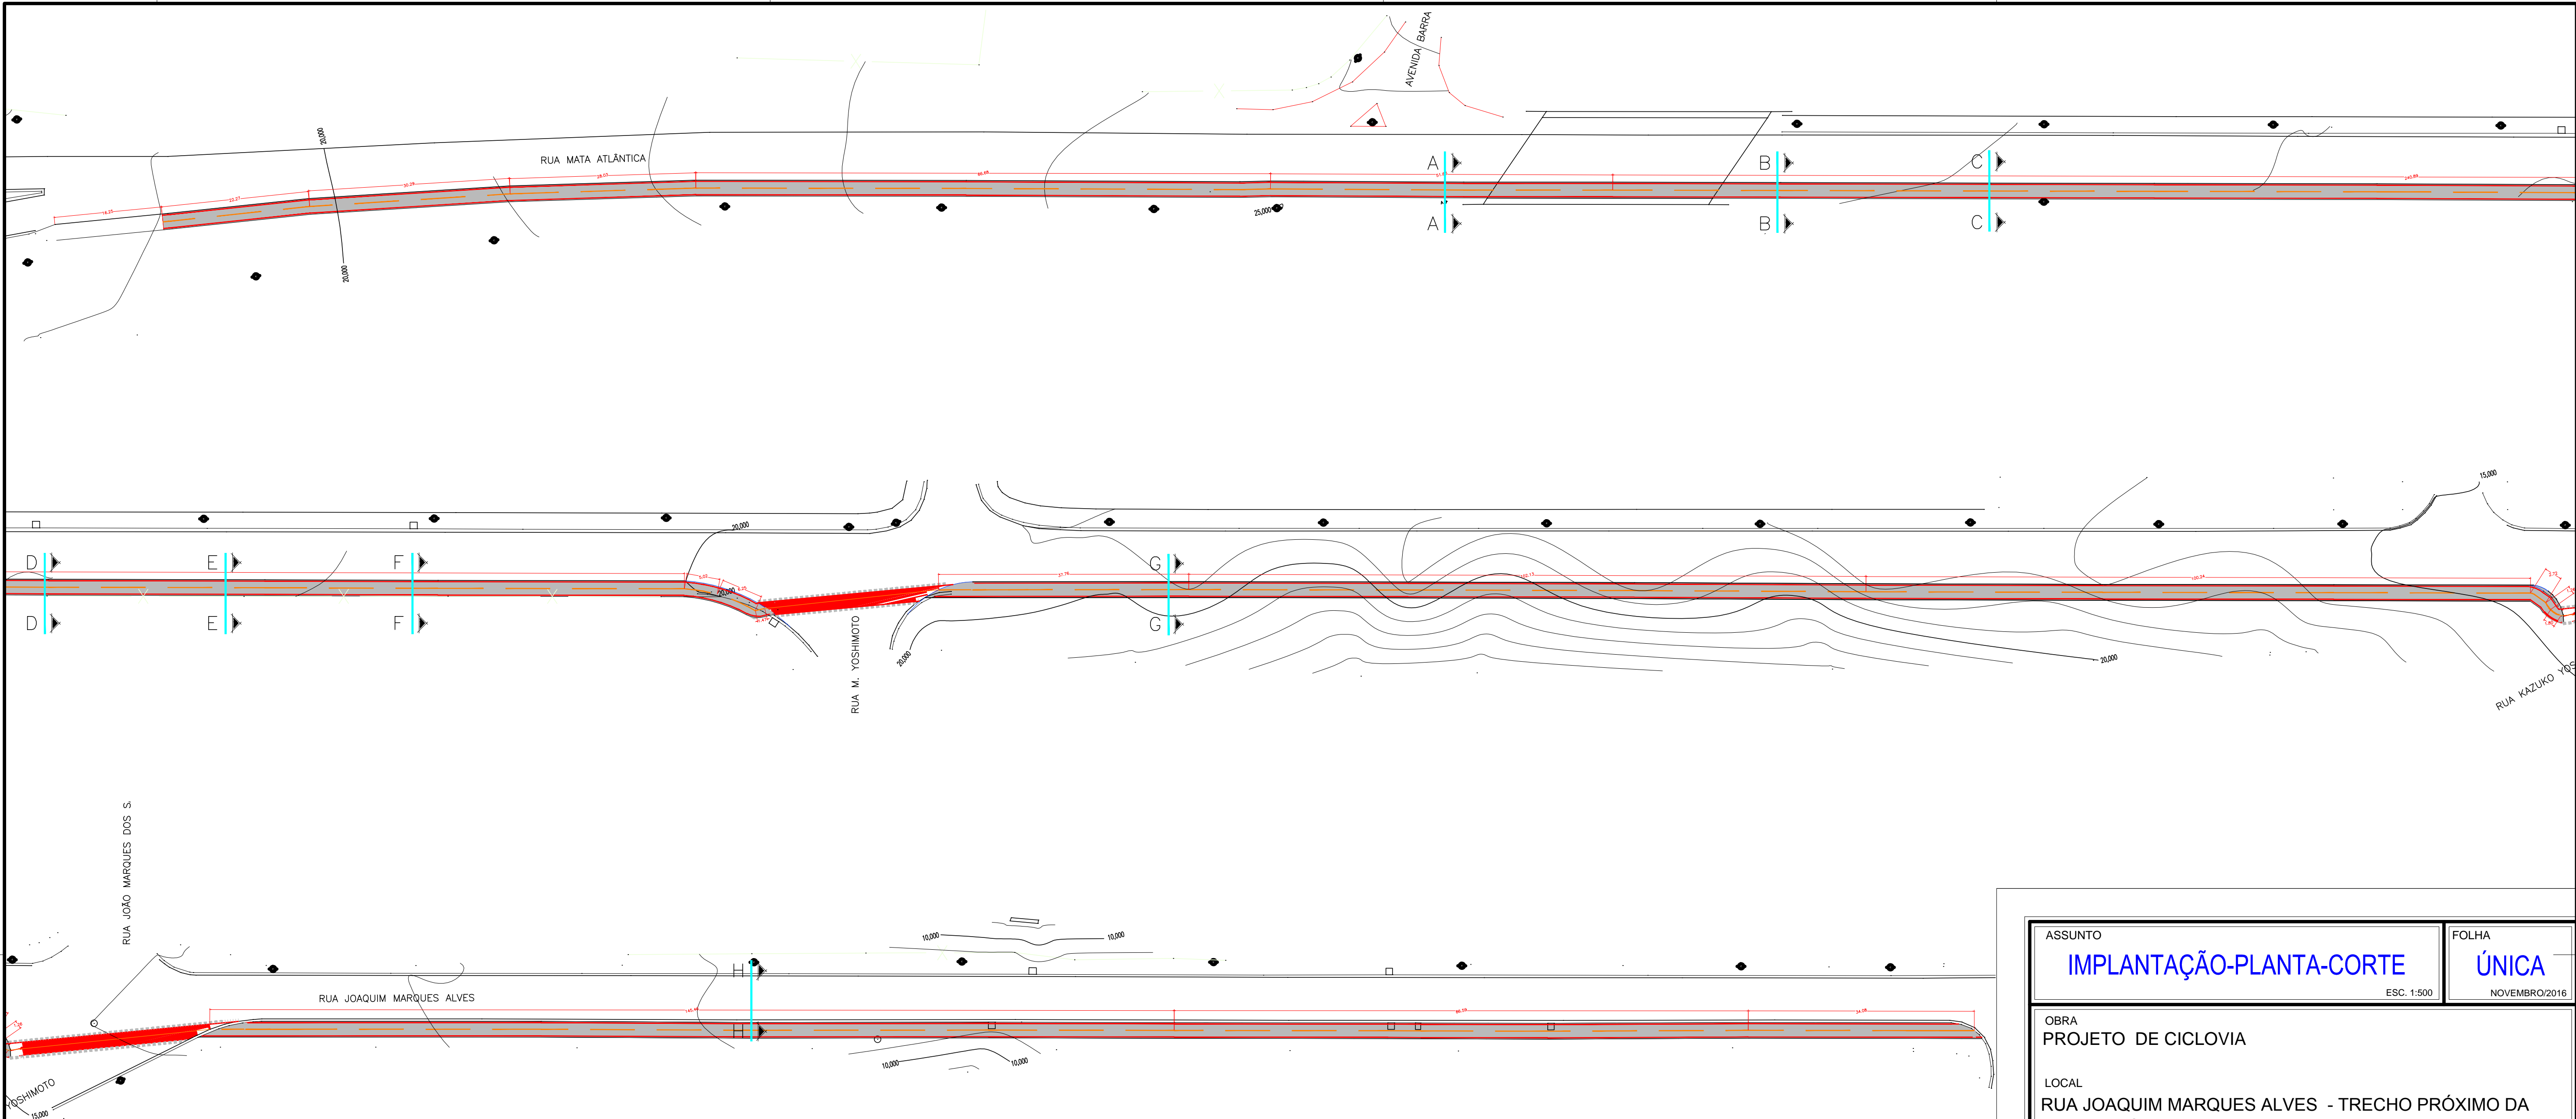 AVENIDA BARRA
20,000
RUA MATA ATLÂNTICA
20,27
A
B
C
A
B
C
25,000
20,000
15,000
20,000
D
E
F
G
20,000
D
E
F
G
20,000
20,000
RUA M. YOSHIMOTO
RUA KAZUKO YOS
RUA JOÃO MARQUES DOS S.
10,000
10,000
H
RUA JOAQUIM MARQUES ALVES
H
10,000
10,000
YOSHIMOTO
15,000
ASSUNTO
IMPLANTAÇÃO-PLANTA-CORTE
ESC. 1:500
FOLHA
ÚNICA
NOVEMBRO/2016
OBRA
PROJETO DE CICLOVIA
LOCAL
RUA JOAQUIM MARQUES ALVES - TRECHO PRÓXIMO DA